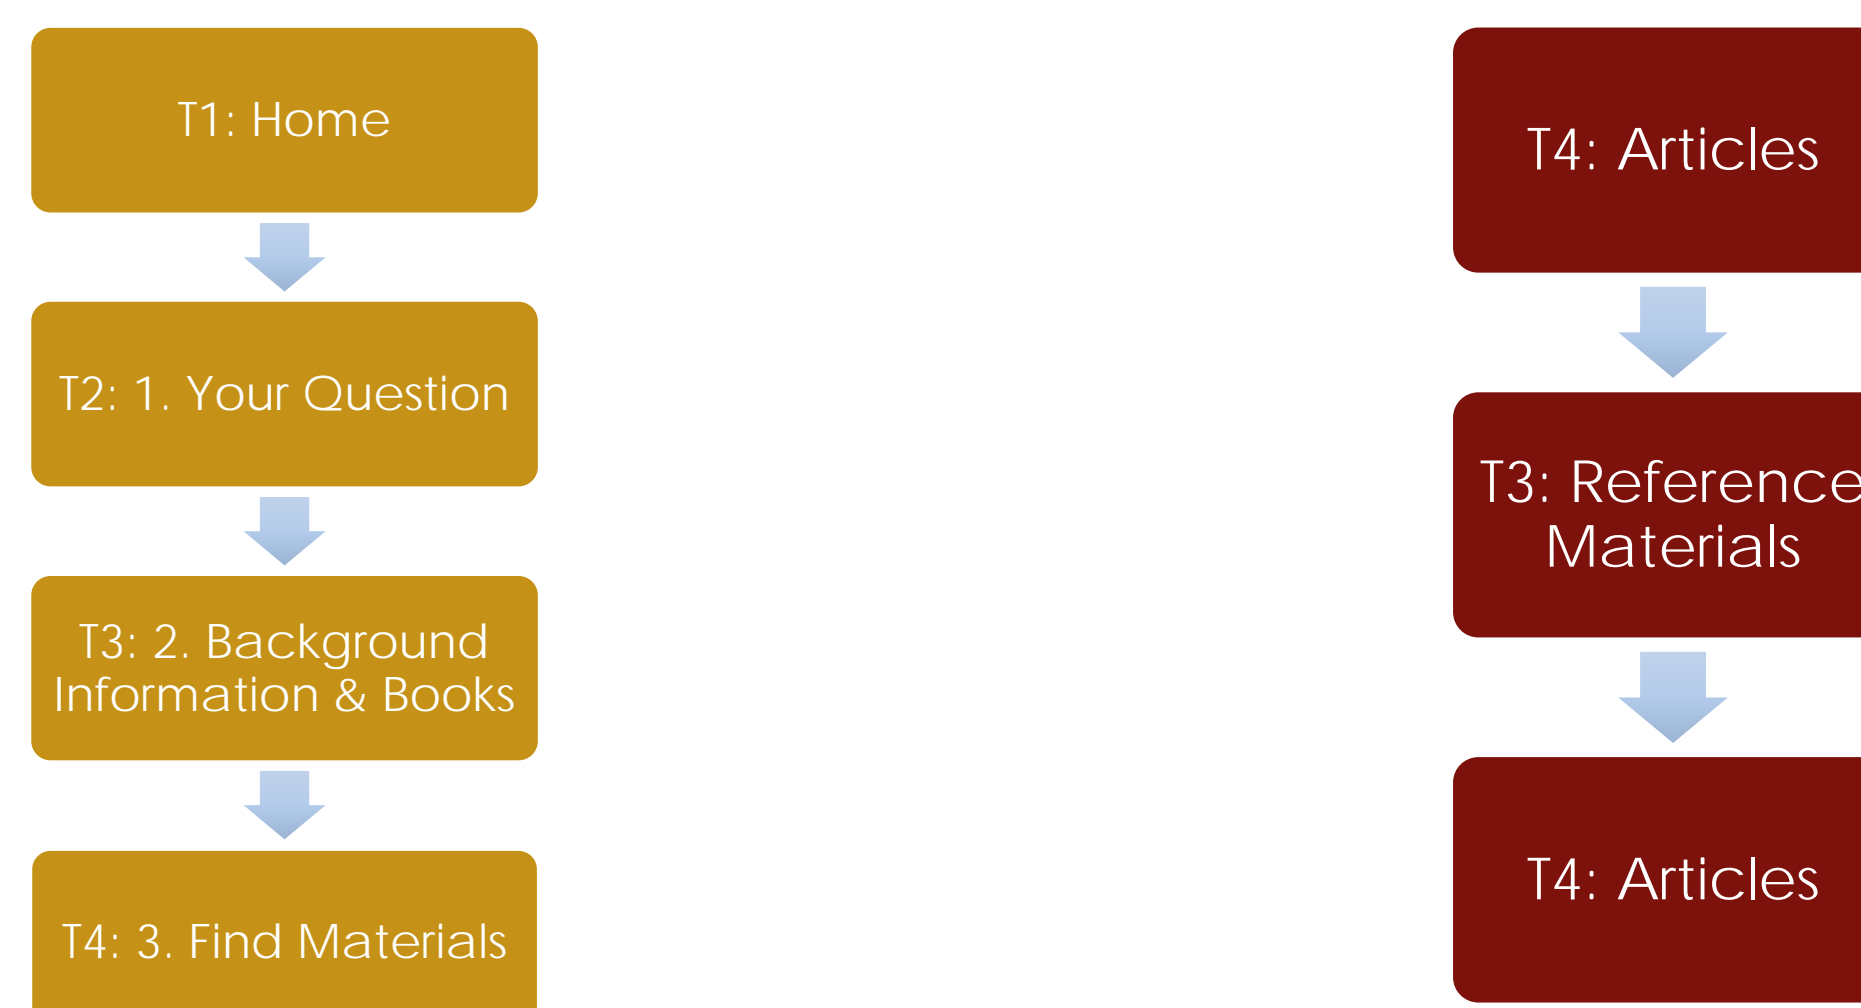 T1: Home
T2: 1. Your Question
T3: 2. Background
Information & Books
T4: 3. Find Materials
T4: Articles
T3: Reference
Materials
T4: Articles